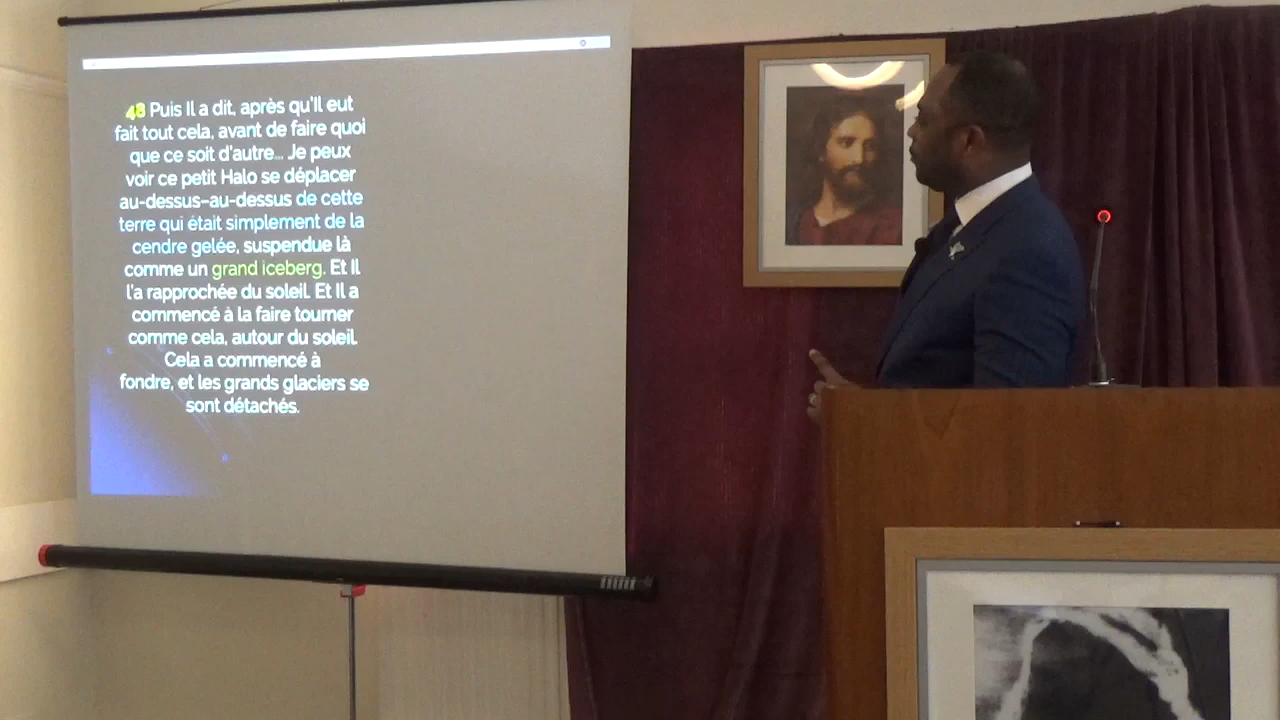 48 Puis Il a dit, après qu'Il eut
fait tout cela, avant de faire quoi
que ce soit d'autre... Je peux
voir ce petit Halo se déplacer
au-dessus–au-dessus de cette
terre qui était simplement de la
cendre gelée, suspendue là
comme un grand iceberg. Et Il
l'a rapprochée du soleil. Et Il a
commencé à la faire tourner
comme cela, autour du soleil.
Cela a commencé à
fondre, et les grands glaciers se
sont détachés.